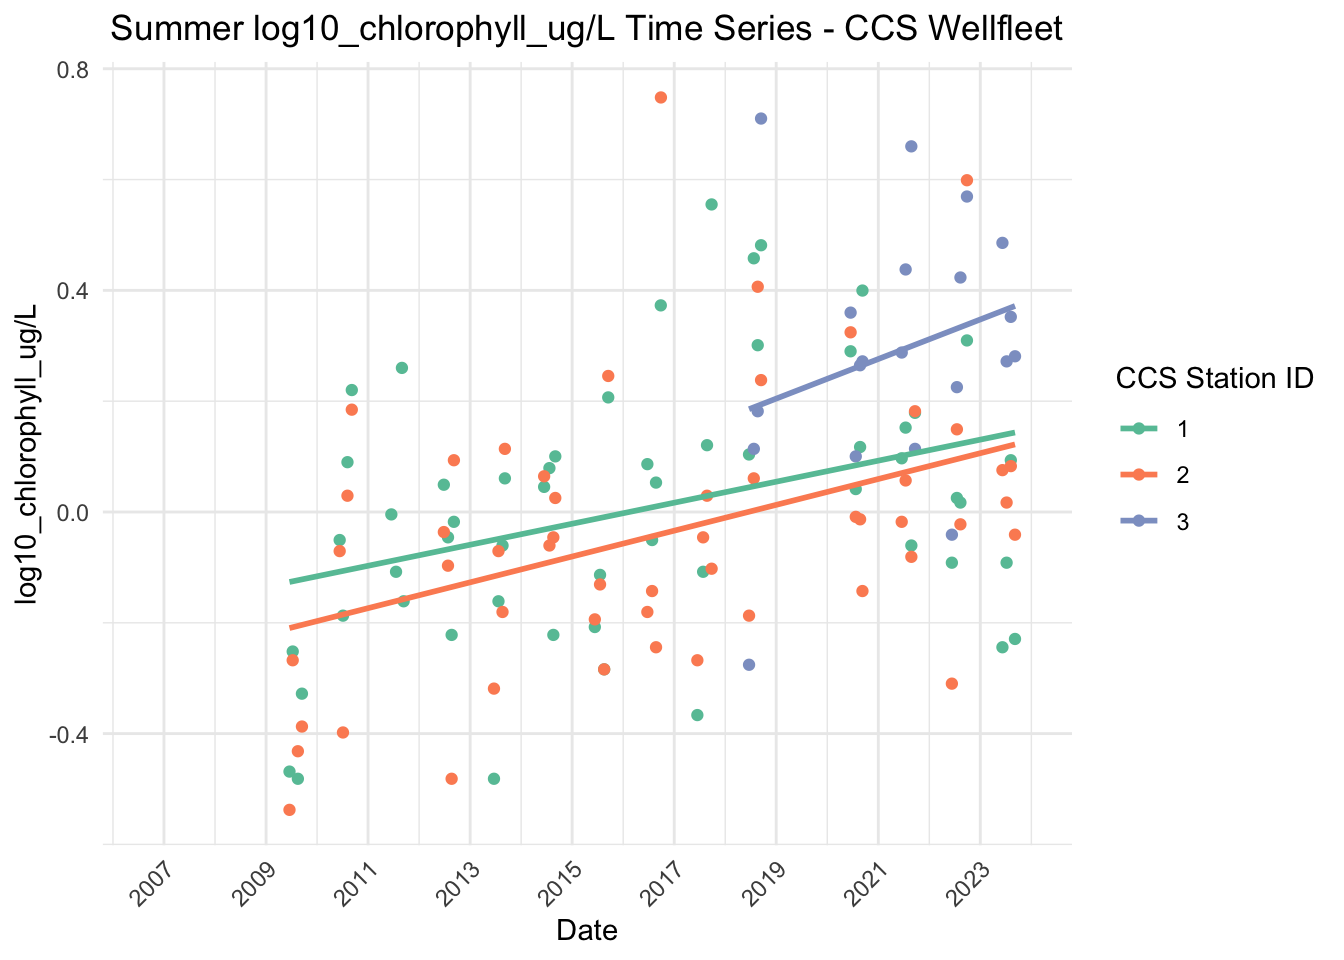 Summer log10_chlorophyll_ug/L Time Series - CCS Wellfleet
0.8
0.4
0.0
-0.4
log10_chlorophyll_ug/L
2007 2009 2011 2013 2015 2017 2019 2021 2023
Date
CCS Station ID
1
2
3